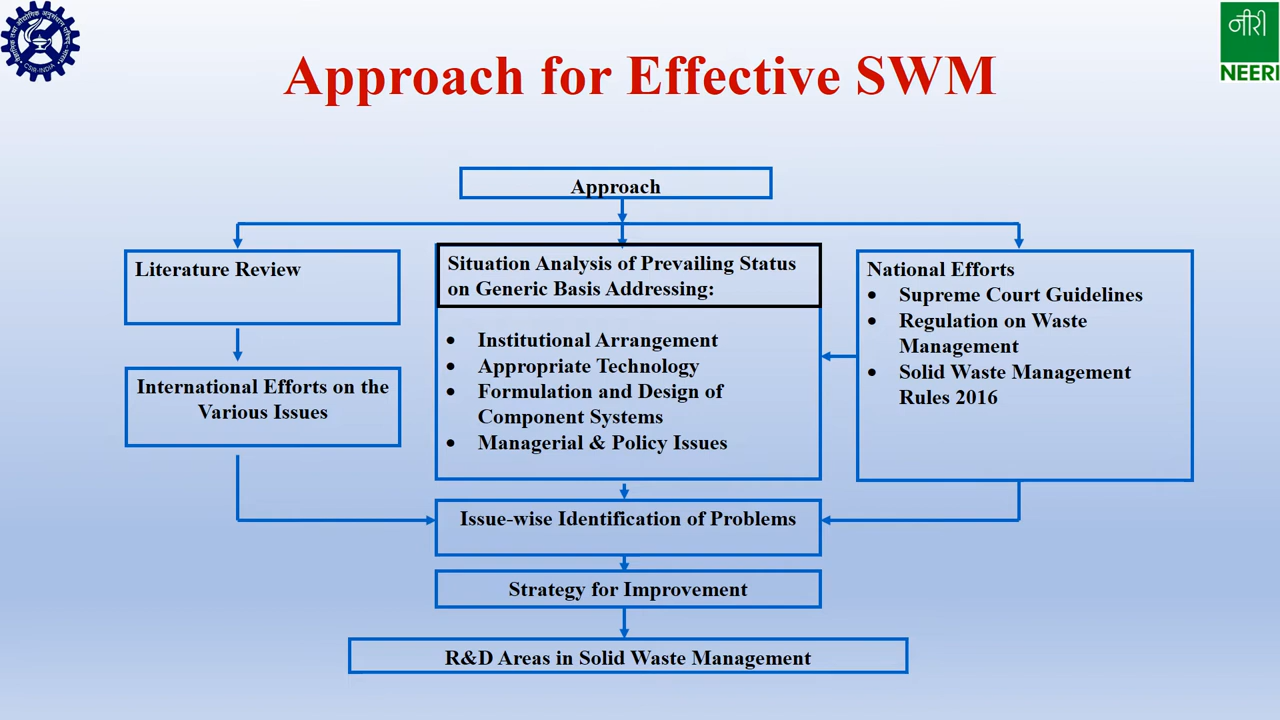 नीरी
NEERI
CSIR-INDIA
Approach for Effective SWM
Approach
Literature Review
International Efforts on the
Various Issues
Situation Analysis of Prevailing Status
on Generic Basis Addressing:
• Institutional Arrangement
• Appropriate Technology
• Formulation and Design of
Component Systems
• Managerial & Policy Issues
National Efforts
• Supreme Court Guidelines
• Regulation on Waste
Management
• Solid Waste Management
Rules 2016
Issue-wise Identification of Problems
Strategy for Improvement
R&D Areas in Solid Waste Management